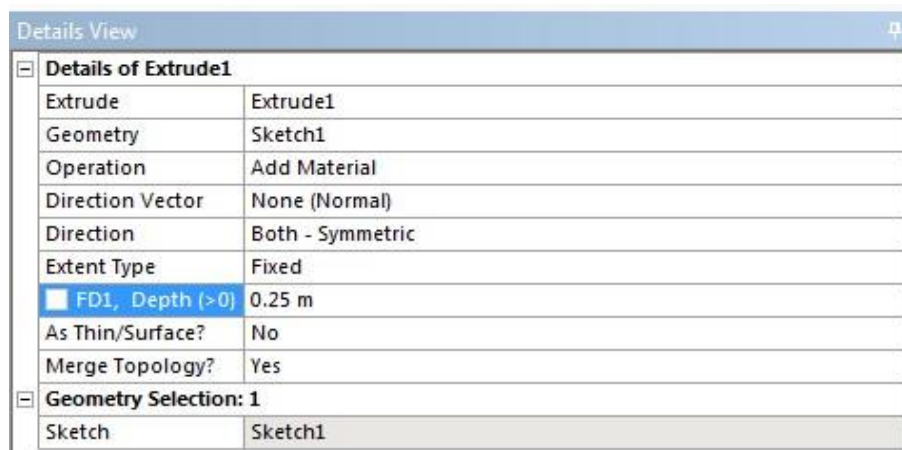 Details View
Details of Extrude1
Extrude Extrude1
Geometry Sketch1
Operation Add Material
Direction Vector None (Normal)
Direction Both - Symmetric
Extent Type Fixed
FD1, Depth (>0) 0.25 m
As Thin/Surface? No
Merge Topology? Yes
Geometry Selection: 1
Sketch Sketch1